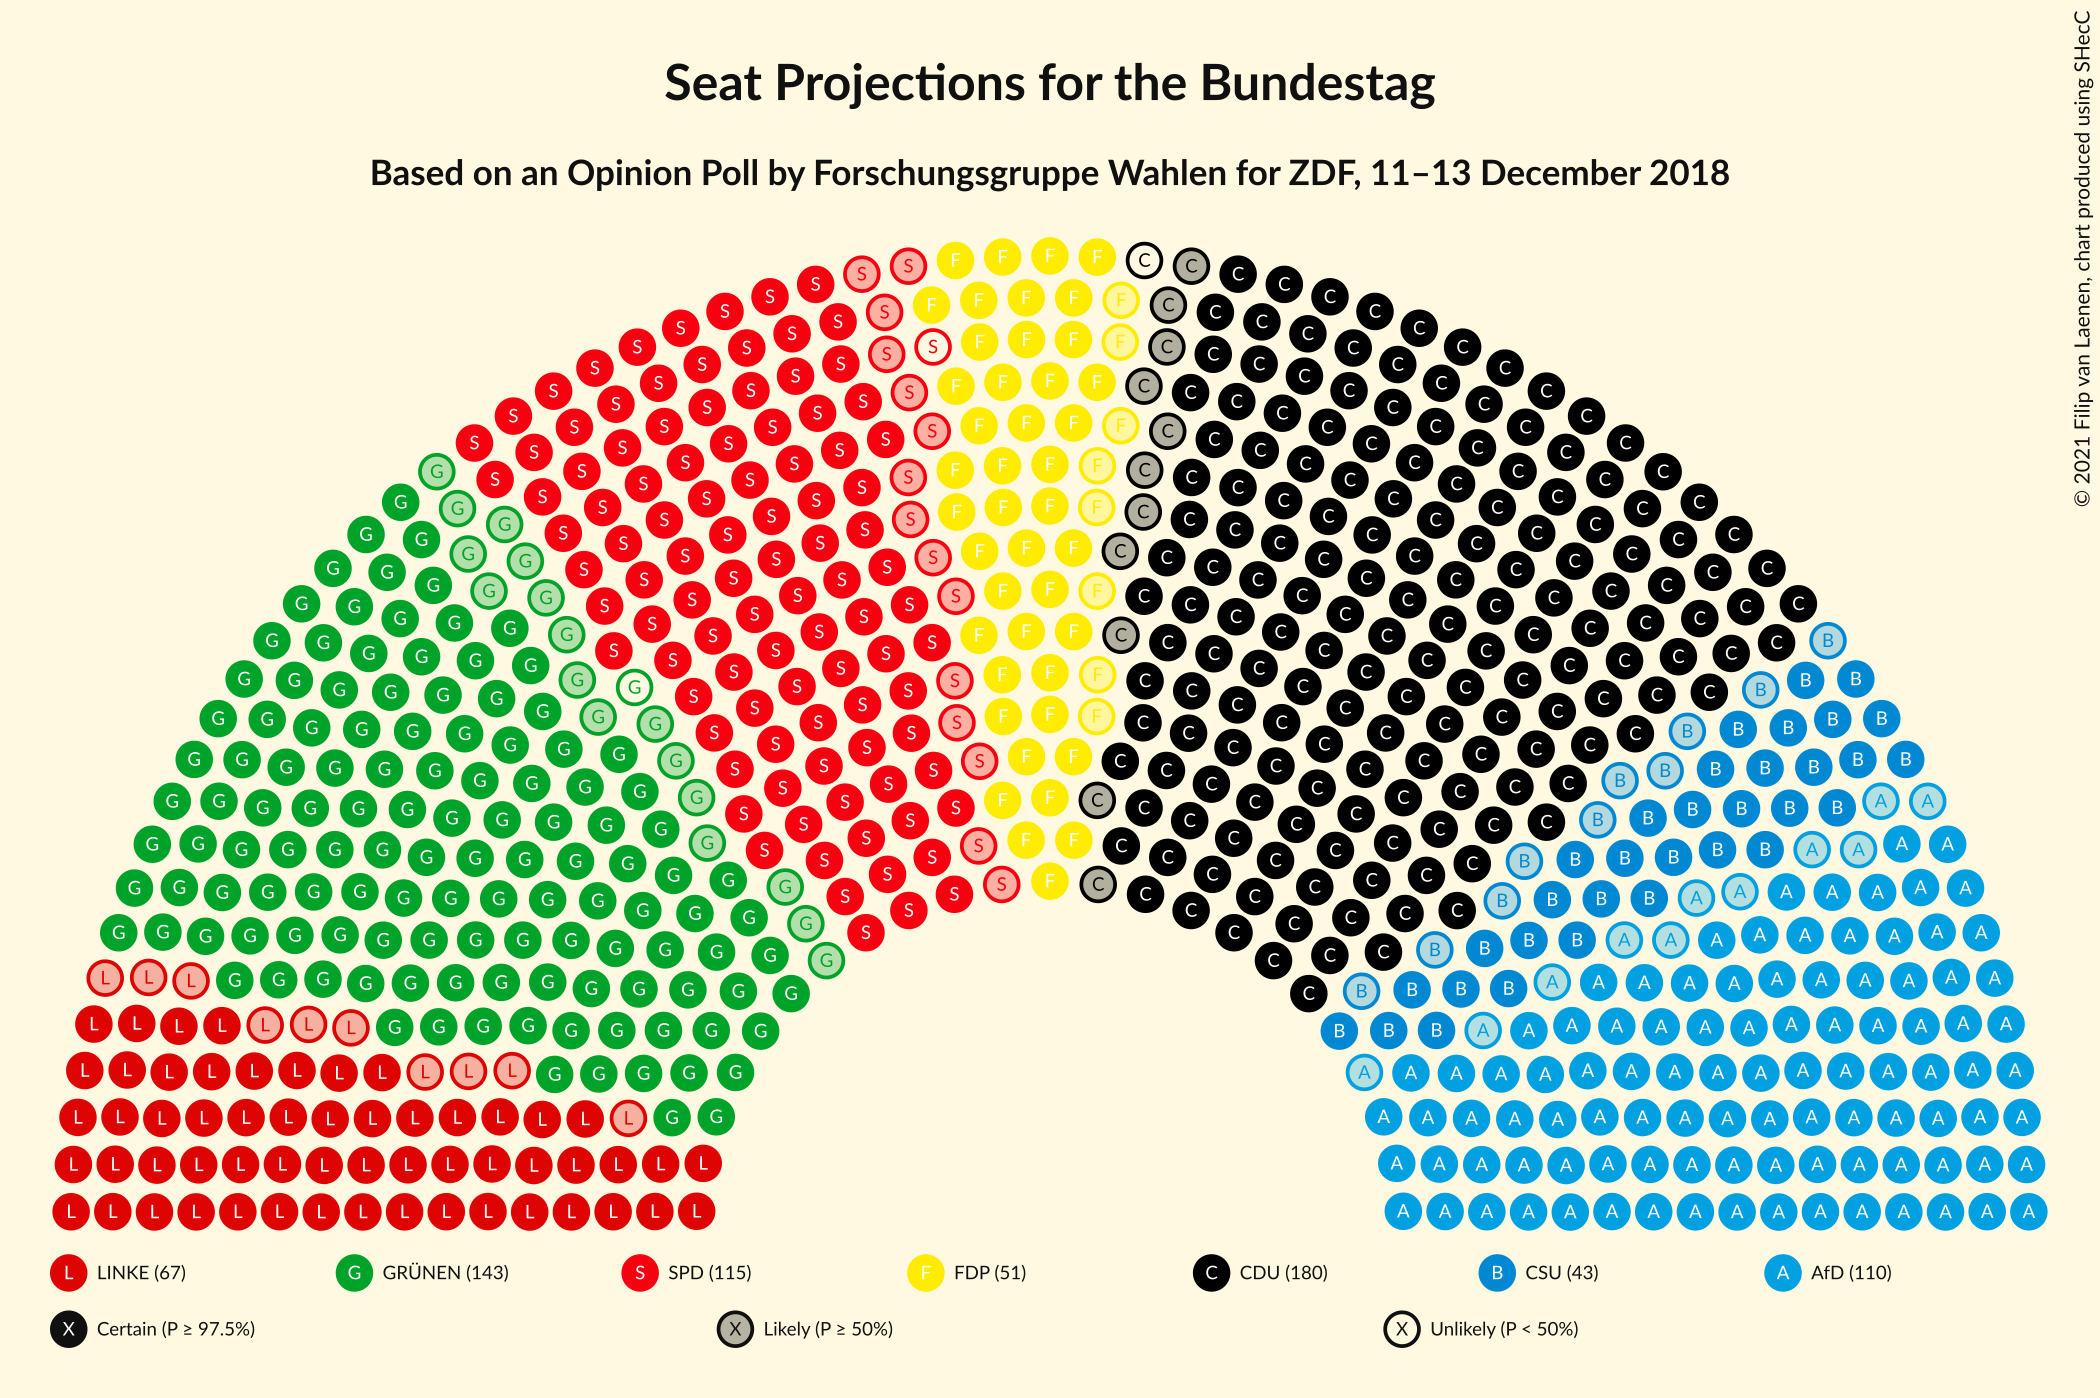 Seat Projections for the Bundestag
Based on an Opinion Poll by Forschungsgruppe Wahlen for ZDF, 11–13 December 2018
© 2021 Filip van Laenen, chart produced using SHecC
L LINKE (67) G GRÜNEN (143) S SPD (115) F FDP (51) C CDU (180) B CSU (43) A AfD (110)
X Certain (P ≥ 97.5%) X Likely (P ≥ 50%) X Unlikely (P < 50%)